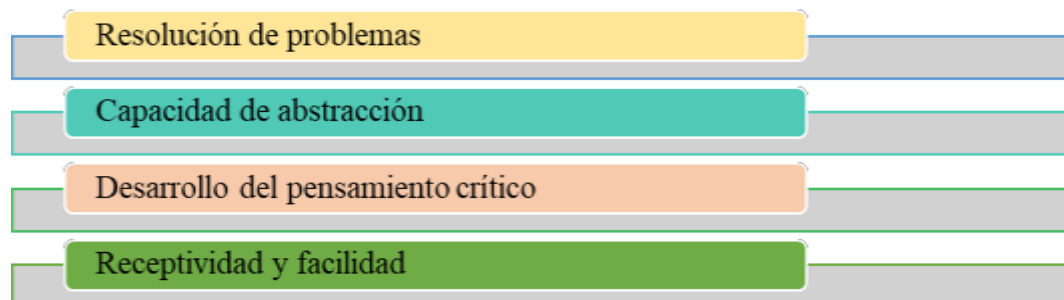 Resolución de problemas
Capacidad de abstracción
Desarrollo del pensamiento crítico
Receptividad y facilidad